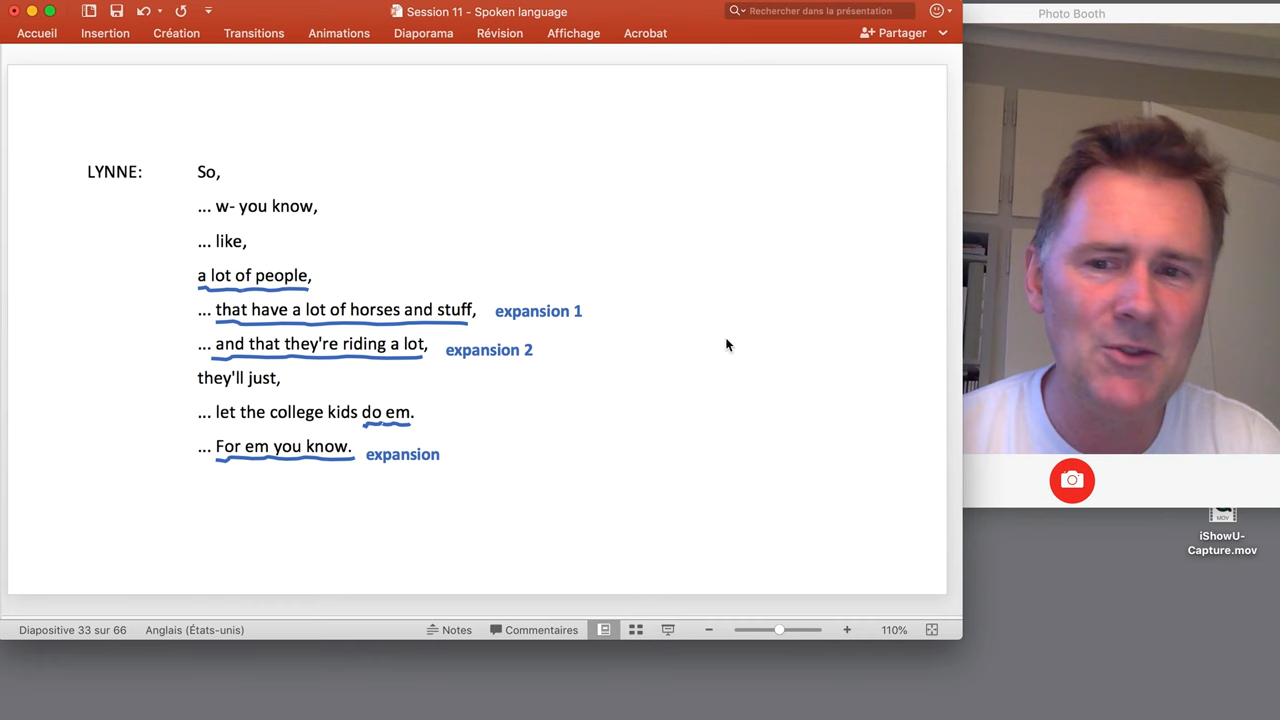 Session 11 - Spoken language
Rechercher dans la présentation
Photo Booth
Accueil Insertion Création Transitions Animations Diaporama Révision Affichage Acrobat Partager
LYNNE: So,
... w- you know,
... like,
a lot of people,
... that have a lot of horses and stuff, expansion 1
... and that they're riding a lot, expansion 2
they'll just,
... let the college kids do em.
... For em you know. expansion
MOV
iShowU-
Capture.mov
Diapositive 33 sur 66 Anglais (États-unis) Notes Commentaires 110%